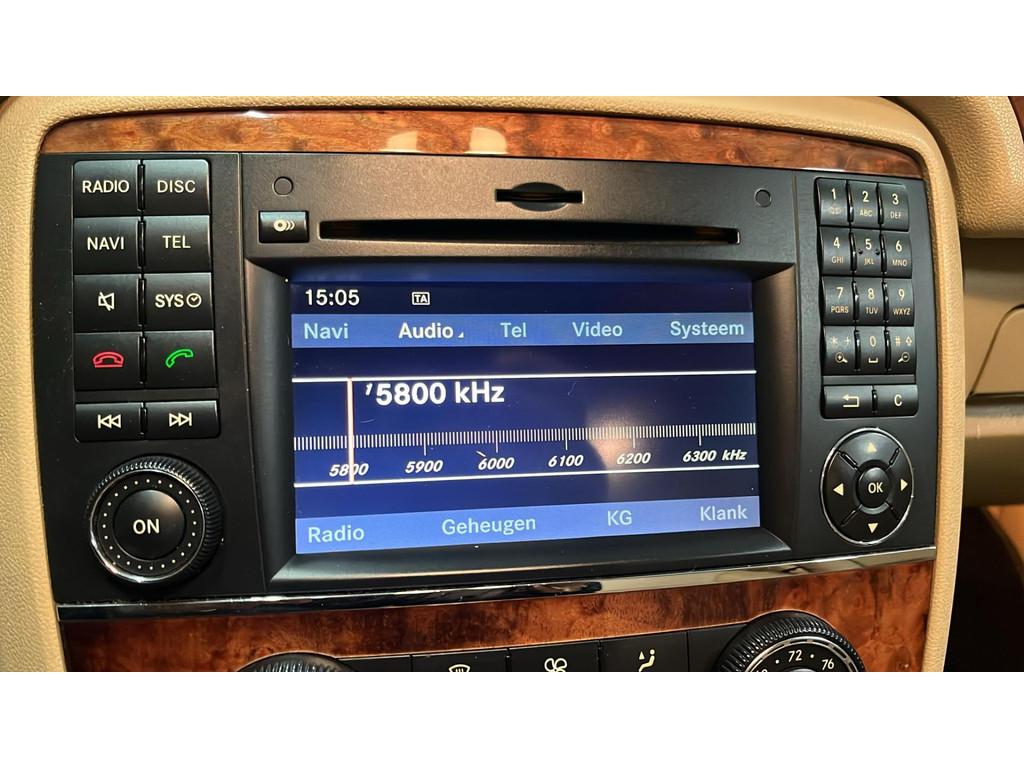 RADIO DISC
NAVI TEL
SYS
ON
15:05 TA
Navi Audio Tel Video Systeem
15800 kHz
5800 5900 6000 6100 6200 6300 kHz
Radio Geheugen KG Klank
1 2 ABC 3 DEF
4 GHI 5 JKL 6 MNO
7 PQRS 8 TUV 9 WXYZ
* + 0 #
C
OK
72 76